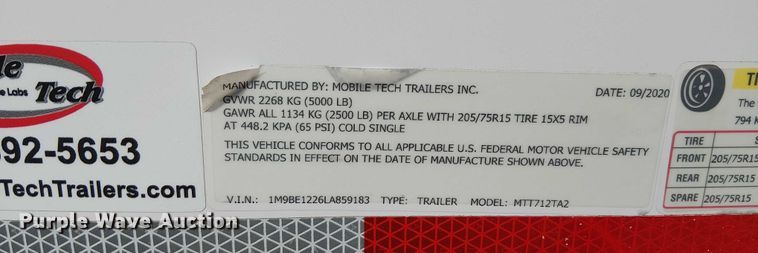 le
e Labs Tech
392-5653
TechTrailers.com
MANUFACTURED BY: MOBILE TECH TRAILERS INC. DATE: 09/2020
GVWR 2268 KG (5000 LB)
GAWR ALL 1134 KG (2500 LB) PER AXLE WITH 205/75R15 TIRE 15X5 RIM
AT 448.2 KPA (65 PSI) COLD SINGLE
THIS VEHICLE CONFORMS TO ALL APPLICABLE U.S. FEDERAL MOTOR VEHICLE SAFETY
STANDARDS IN EFFECT ON THE DATE OF MANUFACTURE SHOWN ABOVE.
V.I.N.: 1M9BE1226LA859183 TYPE: TRAILER MODEL: MTT712TA2
The
794 K
TIRE S
FRONT 205/75R15
REAR 205/75R15
SPARE 205/75R15
Purple Wave Auction